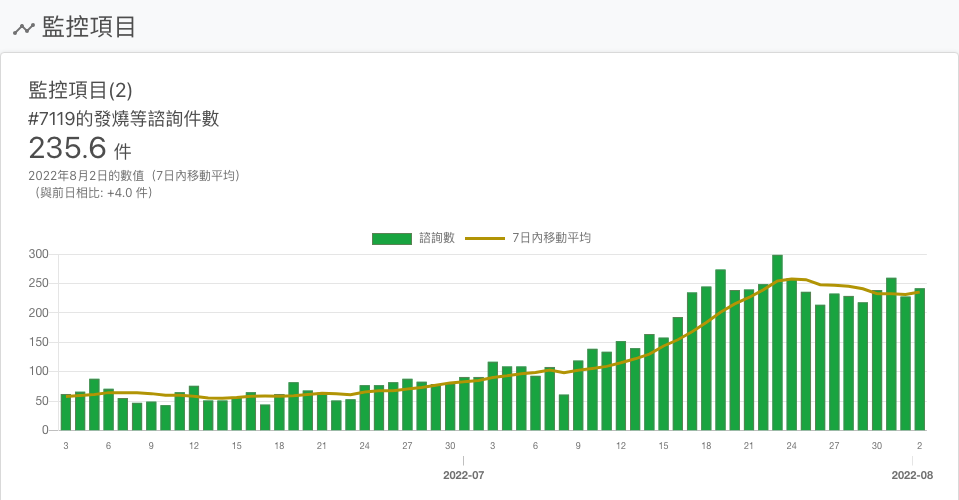 監控項目
監控項目(2)
#7119的發燒等諮詢件數
235.6 件
2022年8月2日的數值（7日內移動平均）
（與前日相比: +4.0 件）
諮詢數 7日內移動平均
300
250
200
150
100
50
0
3 6 9 12 15 18 21 24 27 30 3 6 9 12 15 18 21 24 27 30 2
2022-07 2022-08